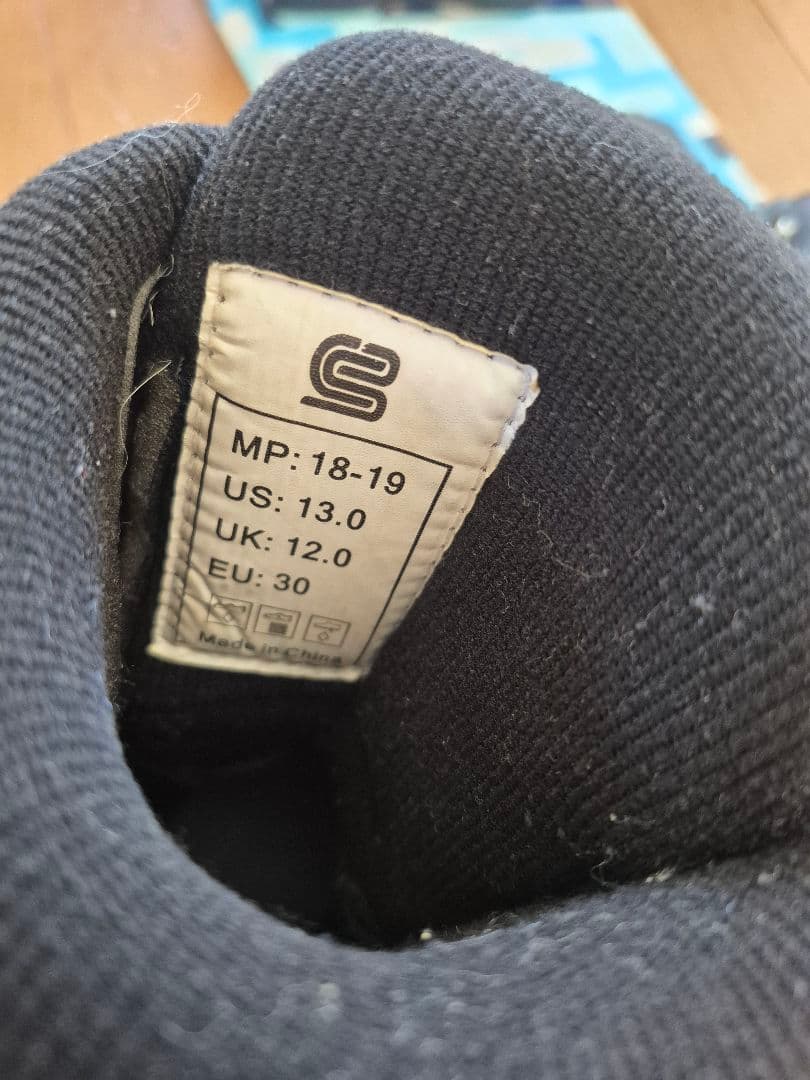 MP: 18-19
US: 13.0
UK: 12.0
EU: 30
Made in China